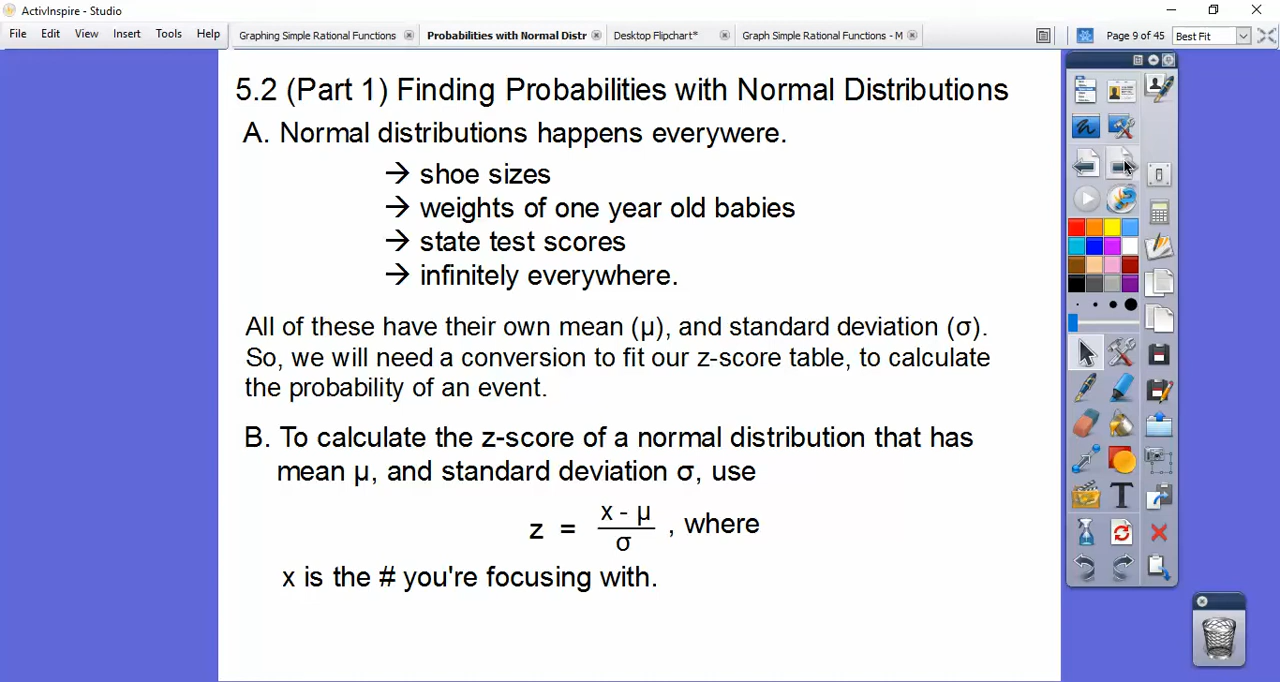 ActivInspire - Studio
File Edit View Insert Tools Help
Graphing Simple Rational Functions
Probabilities with Normal Distr
Desktop Flipchart*
Graph Simple Rational Functions - M
Page 9 of 45
Best Fit
5.2 (Part 1) Finding Probabilities with Normal Distributions
A. Normal distributions happens everywere.
→ shoe sizes
→ weights of one year old babies
→ state test scores
→ infinitely everywhere.
All of these have their own mean (μ), and standard deviation (σ).
So, we will need a conversion to fit our z-score table, to calculate
the probability of an event.
B. To calculate the z-score of a normal distribution that has
mean μ, and standard deviation σ, use
z = x - μ / σ , where
x is the # you're focusing with.
T